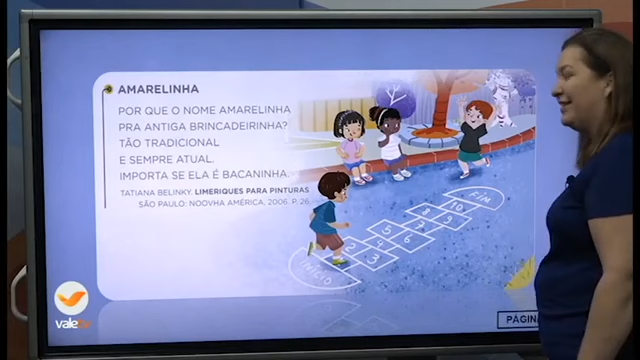 AMARELINHA
POR QUE O NOME AMARELINHA
PRA ANTIGA BRINCADEIRINHA?
TÃO TRADICIONAL
E SEMPRE ATUAL.
IMPORTA SE ELA É BACANINHA.
TATIANA BELINKY. LIMERIQUES PARA PINTURAS
SÃO PAULO: NOOVHA AMÉRICA, 2006. P. 26.
FIM
8 10
7 9
5
4 6
2
3
INÍCIO
valetv
PÁGINA